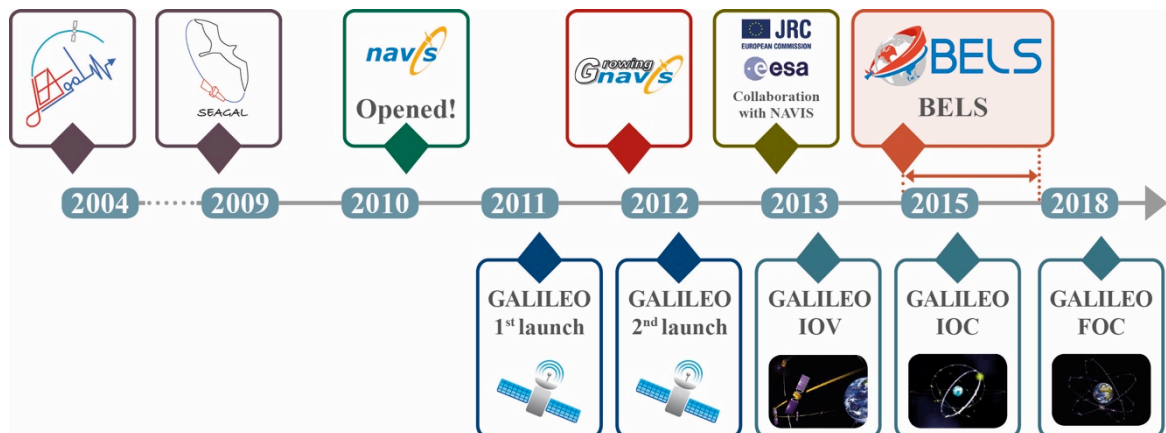 SEAGAL
navis
Opened!
Growing
navis
JRC
EUROPEAN COMMISSION
esa
Collaboration
with NAVIS
BELS
BELS
2004
2009
2010
2011
2012
2013
2015
2018
GALILEO
1st launch
GALILEO
2nd launch
GALILEO
IOV
GALILEO
IOC
GALILEO
FOC